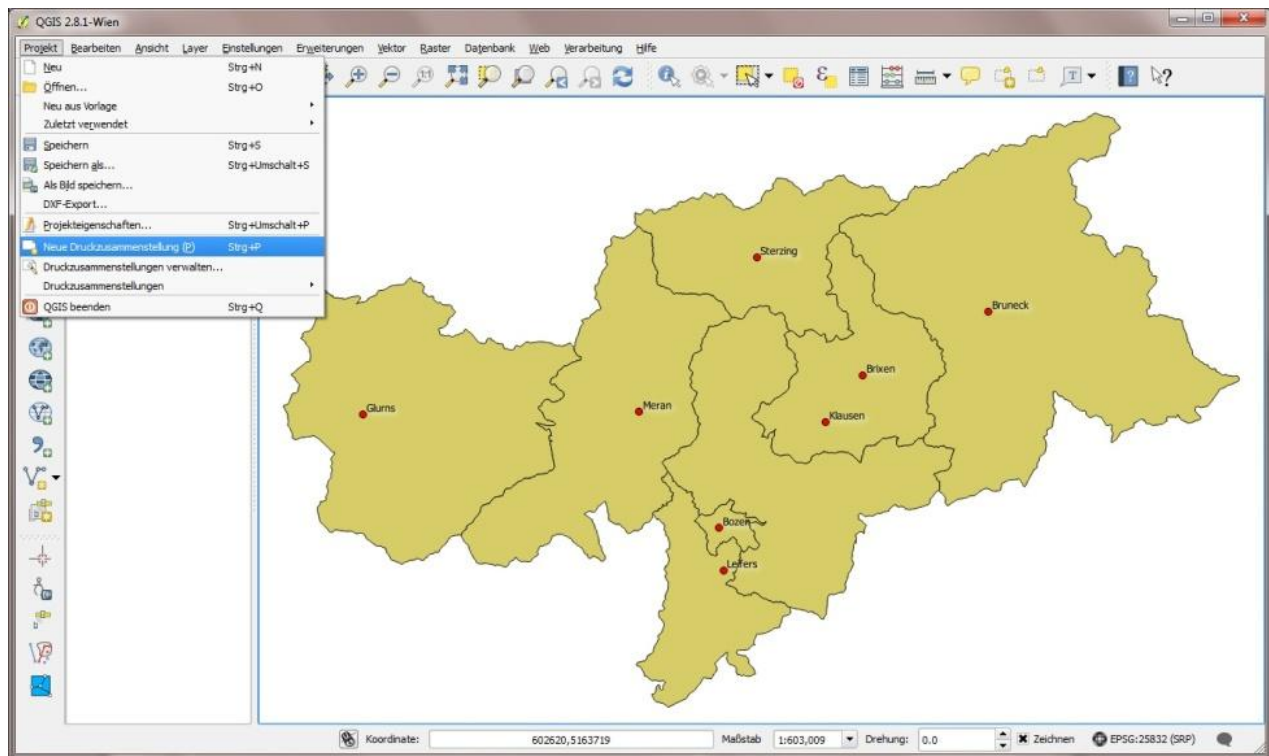 QGIS 2.8.1-Wien
Projekt Bearbeiten Ansicht Layer Einstellungen Erweiterungen Vektor Raster Datenbank Web Verarbeitung Hilfe
Neu Strg+N
Öffnen... Strg+O
Neu aus Vorlage
Zuletzt verwendet
Speichern Strg+S
Speichern als... Strg+Umschalt+S
Als Bild speichern...
DXF-Export...
Projekteigenschaften... Strg+Umschalt+P
Neue Druckzusammenstellung (P) Strg+P
Druckzusammenstellungen verwalten...
Druckzusammenstellungen
QGIS beenden Strg+Q
Sterzing
Bruneck
Brixen
Glurns
Meran
Klausen
Bozen
Leifers
Koordinate: 602620,5163719 Maßstab 1:603,009 Drehung: 0.0 Zeichnen EPSG:25832 (SRP)